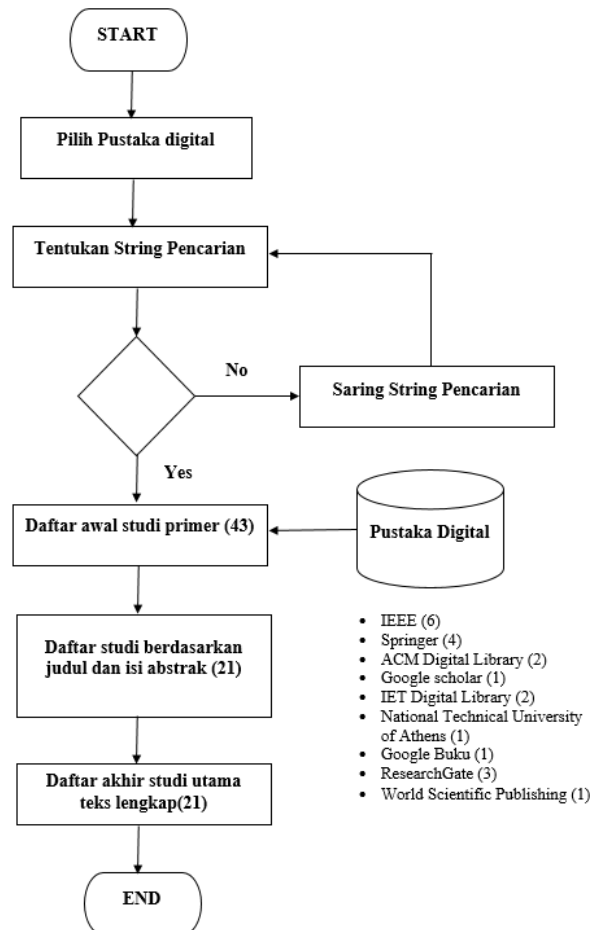 START
Pilih Pustaka digital
Tentukan String Pencarian
No
Saring String Pencarian
Yes
Daftar awal studi primer (43)
Pustaka Digital
Daftar studi berdasarkan
judul dan isi abstrak (21)
• IEEE (6)
• Springer (4)
• ACM Digital Library (2)
• Google scholar (1)
• IET Digital Library (2)
• National Technical University
of Athens (1)
• Google Buku (1)
• ResearchGate (3)
• World Scientific Publishing (1)
Daftar akhir studi utama
teks lengkap(21)
END